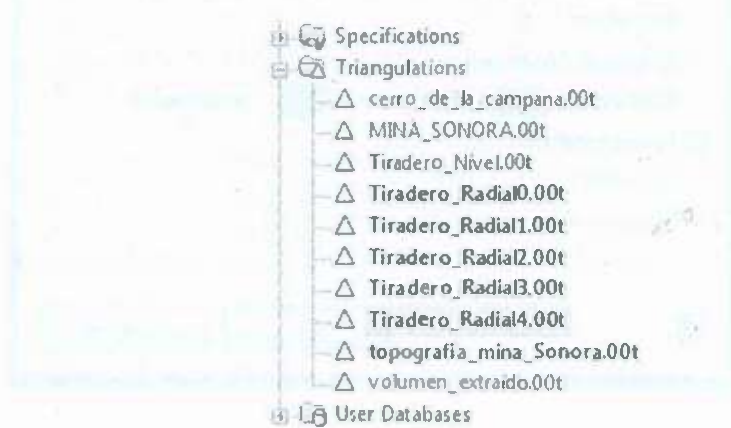 Specifications
Triangulations
cerro_de_la_campana.00t
MINA_SONORA.00t
Tiradero_Nivel.00t
Tiradero_Radial0.00t
Tiradero_Radial1.00t
Tiradero_Radial2.00t
Tiradero_Radial3.00t
Tiradero_Radial4.00t
topografia_mina_Sonora.00t
volumen_extraido.00t
User Databases